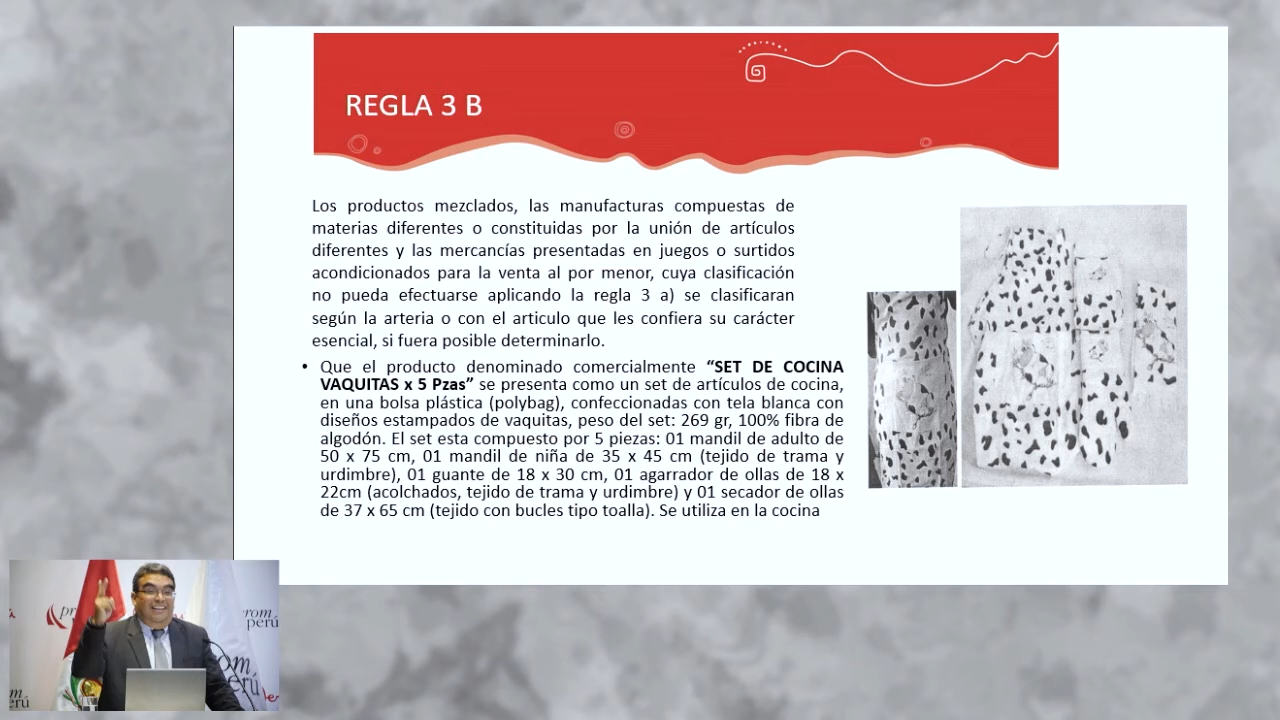 REGLA 3 B
Los productos mezclados, las manufacturas compuestas de
materias diferentes o constituidas por la unión de artículos
diferentes y las mercancías presentadas en juegos o surtidos
acondicionados para la venta al por menor, cuya clasificación
no pueda efectuarse aplicando la regla 3 a) se clasificaran
según la arteria o con el articulo que les confiera su carácter
esencial, si fuera posible determinarlo.
• Que el producto denominado comercialmente “SET DE COCINA
VAQUITAS x 5 Pzas” se presenta como un set de artículos de cocina,
en una bolsa plástica (polybag), confeccionadas con tela blanca con
diseños estampados de vaquitas, peso del set: 269 gr, 100% fibra de
algodón. El set esta compuesto por 5 piezas: 01 mandil de adulto de
50 x 75 cm, 01 mandil de niña de 35 x 45 cm (tejido de trama y
urdimbre), 01 guante de 18 x 30 cm, 01 agarrador de ollas de 18 x
22cm (acolchados, tejido de trama y urdimbre) y 01 secador de ollas
de 37 x 65 cm (tejido con bucles tipo toalla). Se utiliza en la cocina
rom
perú
om
erú